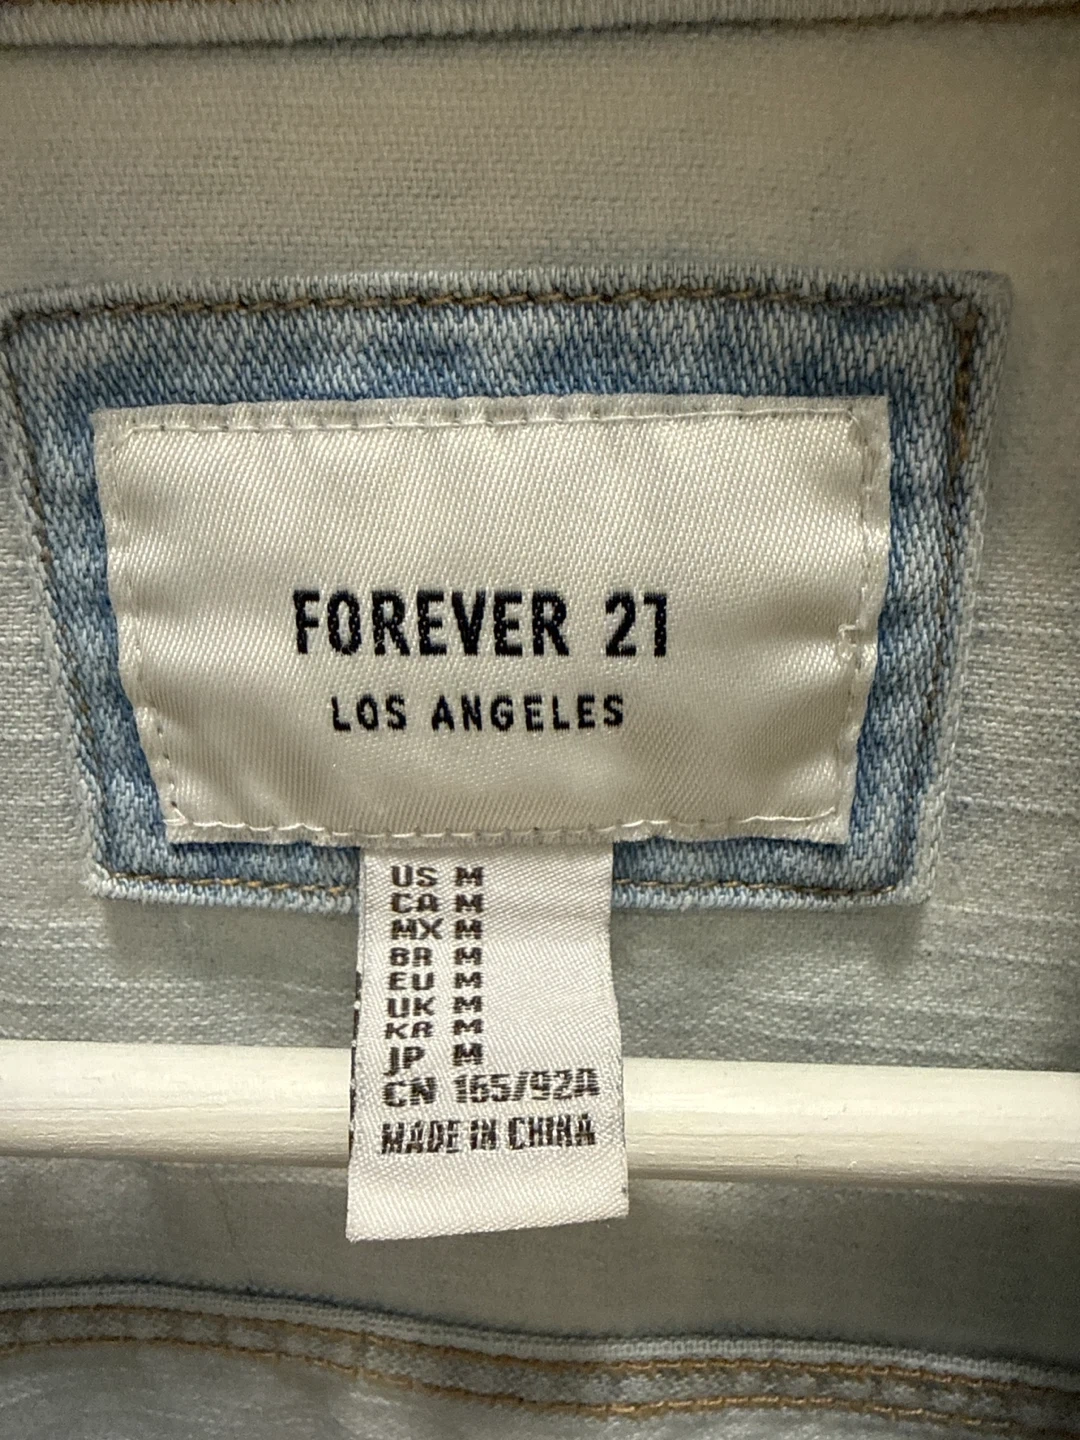 FOREVER 21
LOS ANGELES
US M
CA M
MX M
BR M
EU M
UK M
KR M
JP M
CN 165/92A
MADE IN CHINA